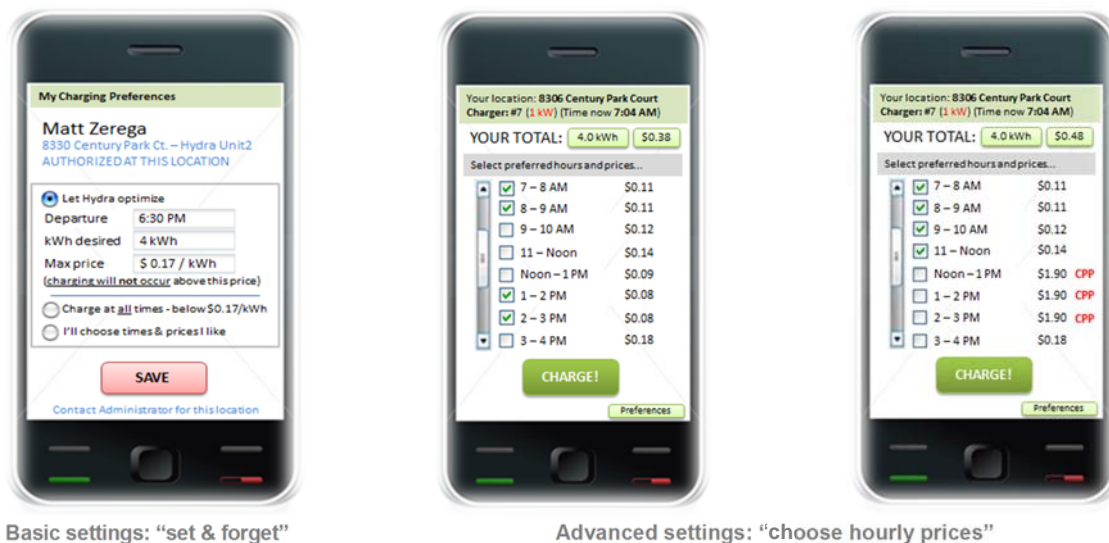 My Charging Preferences
Matt Zerega
8330 Century Park Ct. – Hydra Unit2
AUTHORIZED AT THIS LOCATION
Let Hydra optimize
Departure 6:30 PM
kWh desired 4 kWh
Max price $ 0.17 / kWh
(charging will not occur above this price)
Charge at all times - below $0.17/kWh
I'll choose times & prices I like
SAVE
Contact Administrator for this location
Basic settings: “set & forget”
Your location: 8306 Century Park Court
Charger: #7 (1 kW) (Time now 7:04 AM)
YOUR TOTAL: 4.0 kWh $0.38
Select preferred hours and prices...
7 – 8 AM $0.11
8 – 9 AM $0.11
9 – 10 AM $0.12
11 – Noon $0.14
Noon – 1 PM $0.09
1 – 2 PM $0.08
2 – 3 PM $0.08
3 – 4 PM $0.18
CHARGE!
Preferences
Your location: 8306 Century Park Court
Charger: #7 (1 kW) (Time now 7:04 AM)
YOUR TOTAL: 4.0 kWh $0.48
Select preferred hours and prices...
7 – 8 AM $0.11
8 – 9 AM $0.11
9 – 10 AM $0.12
11 – Noon $0.14
Noon – 1 PM $1.90 CPP
1 – 2 PM $1.90 CPP
2 – 3 PM $1.90 CPP
3 – 4 PM $0.18
CHARGE!
Preferences
Advanced settings: “choose hourly prices”